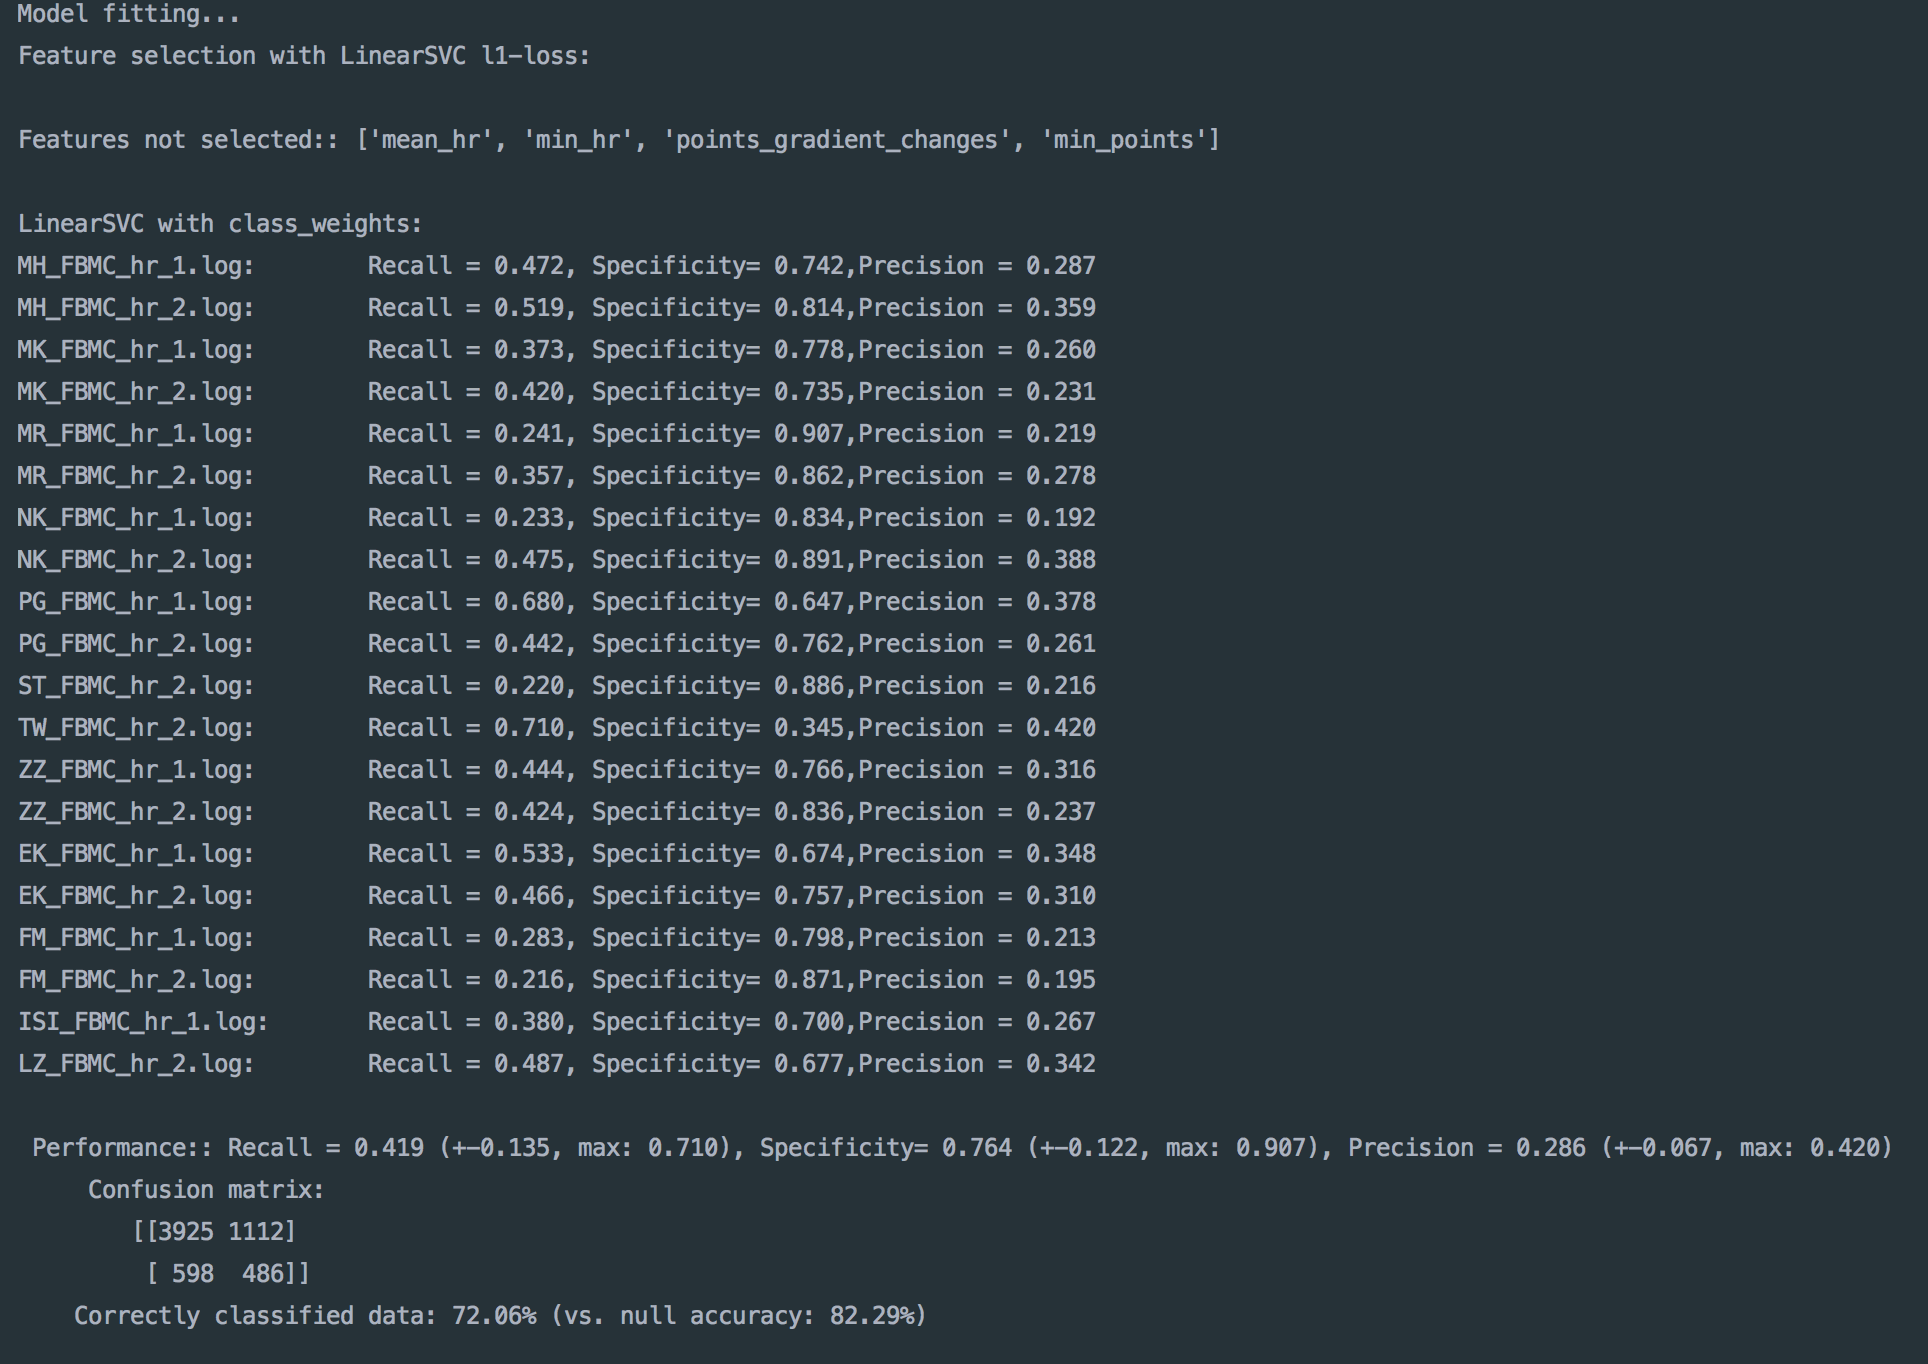 Model fitting...
Feature selection with LinearSVC l1-loss:
Features not selected:: ['mean_hr', 'min_hr', 'points_gradient_changes', 'min_points']
LinearSVC with class_weights:
MH_FBMC_hr_1.log:        Recall = 0.472, Specificity= 0.742,Precision = 0.287
MH_FBMC_hr_2.log:        Recall = 0.519, Specificity= 0.814,Precision = 0.359
MK_FBMC_hr_1.log:        Recall = 0.373, Specificity= 0.778,Precision = 0.260
MK_FBMC_hr_2.log:        Recall = 0.420, Specificity= 0.735,Precision = 0.231
MR_FBMC_hr_1.log:        Recall = 0.241, Specificity= 0.907,Precision = 0.219
MR_FBMC_hr_2.log:        Recall = 0.357, Specificity= 0.862,Precision = 0.278
NK_FBMC_hr_1.log:        Recall = 0.233, Specificity= 0.834,Precision = 0.192
NK_FBMC_hr_2.log:        Recall = 0.475, Specificity= 0.891,Precision = 0.388
PG_FBMC_hr_1.log:        Recall = 0.680, Specificity= 0.647,Precision = 0.378
PG_FBMC_hr_2.log:        Recall = 0.442, Specificity= 0.762,Precision = 0.261
ST_FBMC_hr_2.log:        Recall = 0.220, Specificity= 0.886,Precision = 0.216
TW_FBMC_hr_2.log:        Recall = 0.710, Specificity= 0.345,Precision = 0.420
ZZ_FBMC_hr_1.log:        Recall = 0.444, Specificity= 0.766,Precision = 0.316
ZZ_FBMC_hr_2.log:        Recall = 0.424, Specificity= 0.836,Precision = 0.237
EK_FBMC_hr_1.log:        Recall = 0.533, Specificity= 0.674,Precision = 0.348
EK_FBMC_hr_2.log:        Recall = 0.466, Specificity= 0.757,Precision = 0.310
FM_FBMC_hr_1.log:        Recall = 0.283, Specificity= 0.798,Precision = 0.213
FM_FBMC_hr_2.log:        Recall = 0.216, Specificity= 0.871,Precision = 0.195
ISI_FBMC_hr_1.log:       Recall = 0.380, Specificity= 0.700,Precision = 0.267
LZ_FBMC_hr_2.log:        Recall = 0.487, Specificity= 0.677,Precision = 0.342
Performance:: Recall = 0.419 (+-0.135, max: 0.710), Specificity= 0.764 (+-0.122, max: 0.907), Precision = 0.286 (+-0.067, max: 0.420)
Confusion matrix:
[[3925 1112]
[ 598  486]]
Correctly classified data: 72.06% (vs. null accuracy: 82.29%)